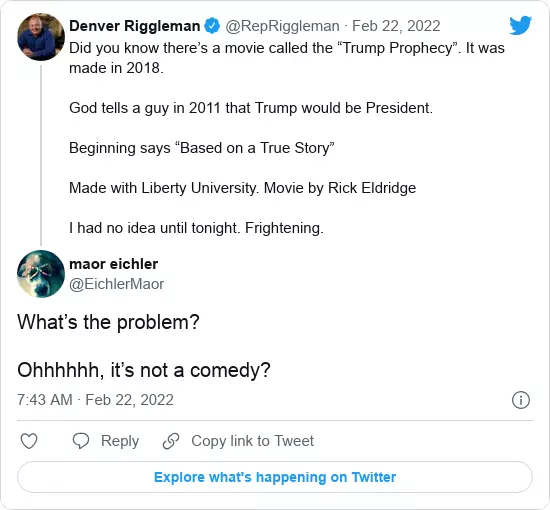 Denver Riggleman @RepRiggleman · Feb 22, 2022
Did you know there's a movie called the “Trump Prophecy”. It was
made in 2018.
God tells a guy in 2011 that Trump would be President.
Beginning says “Based on a True Story”
Made with Liberty University. Movie by Rick Eldridge
I had no idea until tonight. Frightening.
maor eichler
@EichlerMaor
What's the problem?
Ohhhhhh, it's not a comedy?
7:43 AM · Feb 22, 2022
Reply Copy link to Tweet
Explore what's happening on Twitter